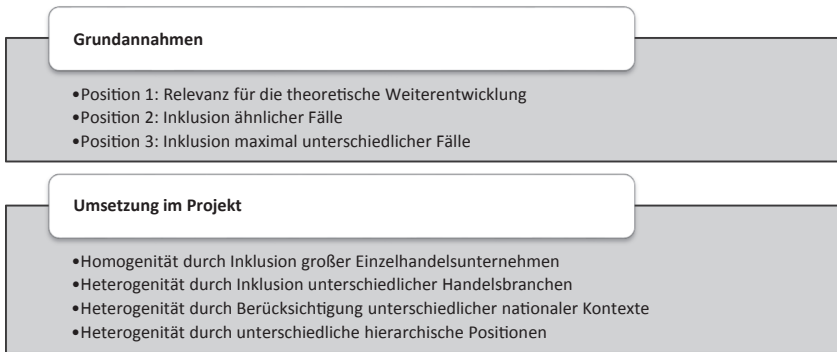 Grundannahmen
•Position 1: Relevanz für die theoretische Weiterentwicklung
•Position 2: Inklusion ähnlicher Fälle
•Position 3: Inklusion maximal unterschiedlicher Fälle
Umsetzung im Projekt
•Homogenität durch Inklusion großer Einzelhandelsunternehmen
•Heterogenität durch Inklusion unterschiedlicher Handelsbranchen
•Heterogenität durch Berücksichtigung unterschiedlicher nationaler Kontexte
•Heterogenität durch unterschiedliche hierarchische Positionen